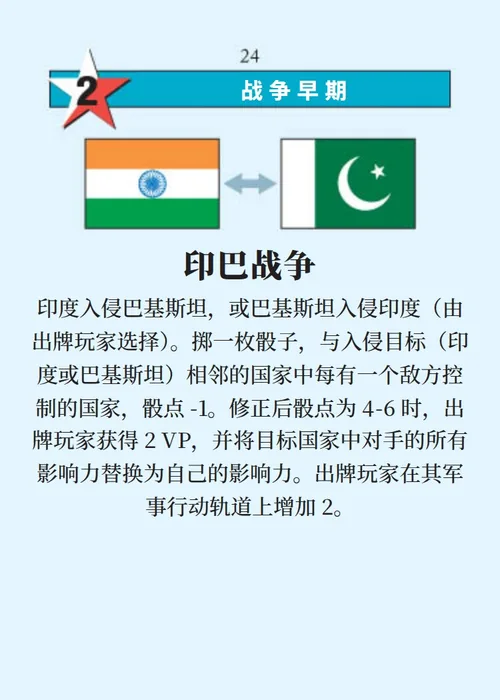 24
2
战争早期
印巴战争
印度入侵巴基斯坦，或巴基斯坦入侵印度（由
出牌玩家选择）。掷一枚骰子，与入侵目标（印
度或巴基斯坦）相邻的国家中每有一个敌方控
制的国家，骰点 -1。修正后骰点为 4-6 时，出
牌玩家获得 2 VP，并将目标国家中对手的所有
影响力替换为自己的影响力。出牌玩家在其军
事行动轨道上增加 2。